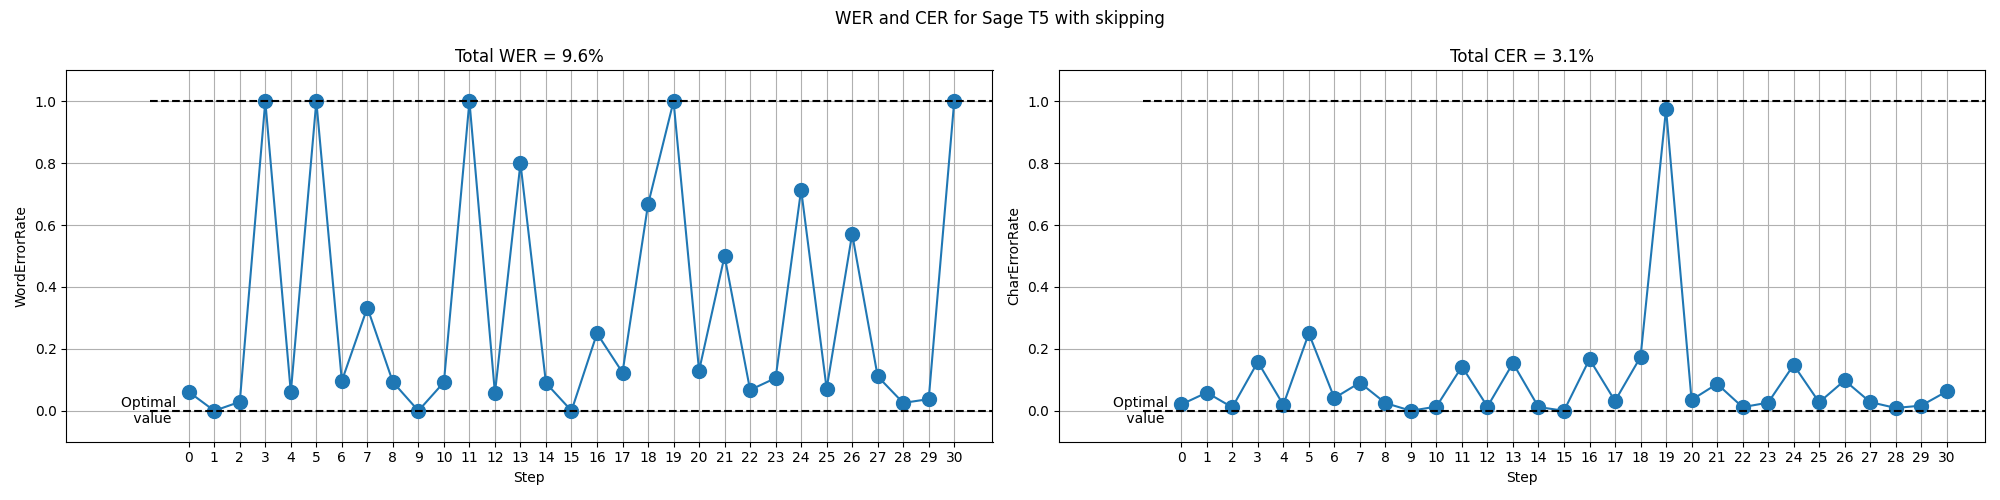 WER and CER for Sage T5 with skipping
Total WER = 9.6%
WordErrorRate
1.0
0.8
0.6
0.4
0.2
0.0
Optimal
value
0 1 2 3 4 5 6 7 8 9 10 11 12 13 14 15 16 17 18 19 20 21 22 23 24 25 26 27 28 29 30
Step
Total CER = 3.1%
CharErrorRate
1.0
0.8
0.6
0.4
0.2
0.0
Optimal
value
0 1 2 3 4 5 6 7 8 9 10 11 12 13 14 15 16 17 18 19 20 21 22 23 24 25 26 27 28 29 30
Step